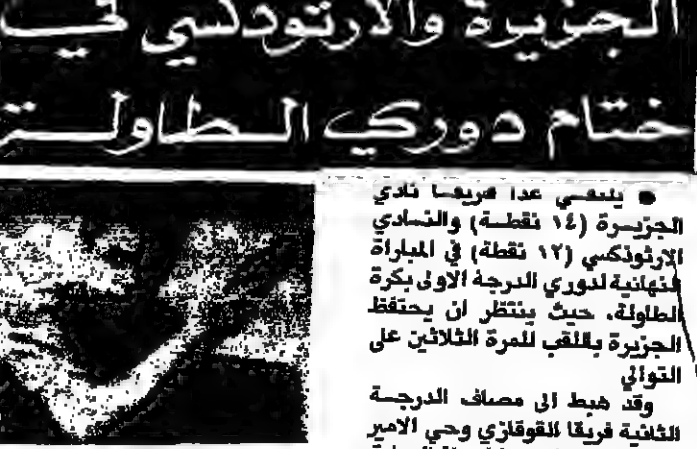 الجزيرة والارثوذكسي في
ختام دوري الطاولة
● يلتقي غدا فريقا نادي
الجزيرة (١٤ نقطة) والنادي
الارثوذكسي (١٢ نقطة) في المباراة
النهائية لدوري الدرجة الاولى بكرة
الطاولة، حيث ينتظر ان يحتفظ
الجزيرة باللقب للمرة الثلاثين على
التوالي
وقد هبط الى مصاف الدرجة
الثانية فريقا القوقازي وحي الامير